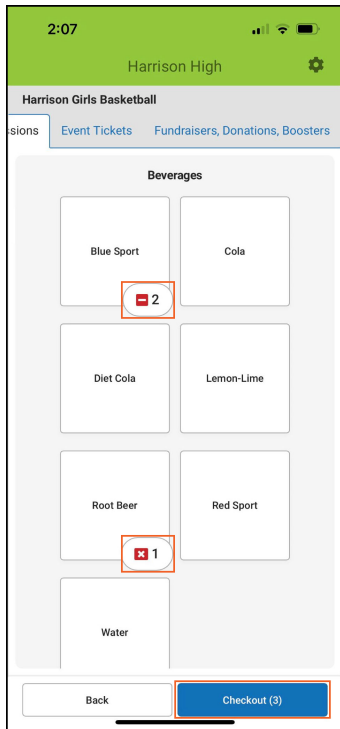 2:07
Harrison High
Harrison Girls Basketball
ssions Event Tickets Fundraisers, Donations, Boosters
Beverages
Blue Sport Cola
2
Diet Cola Lemon-Lime
Root Beer Red Sport
1
Water
Back Checkout (3)